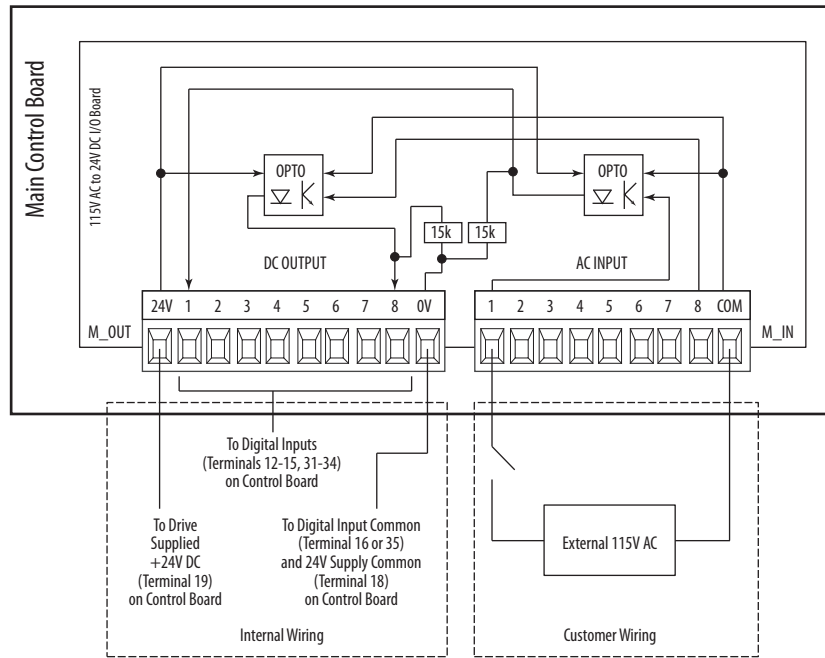 Main Control Board
115V AC to 24V DC I/O Board
OPTO
OPTO
15k
15k
DC OUTPUT
AC INPUT
24V 1 2 3 4 5 6 7 8 0V
1 2 3 4 5 6 7 8 COM
M_OUT
M_IN
To Digital Inputs
(Terminals 12-15, 31-34)
on Control Board
To Drive
Supplied
+24V DC
(Terminal 19)
on Control Board
To Digital Input Common
(Terminal 16 or 35)
and 24V Supply Common
(Terminal 18)
on Control Board
External 115V AC
Internal Wiring
Customer Wiring